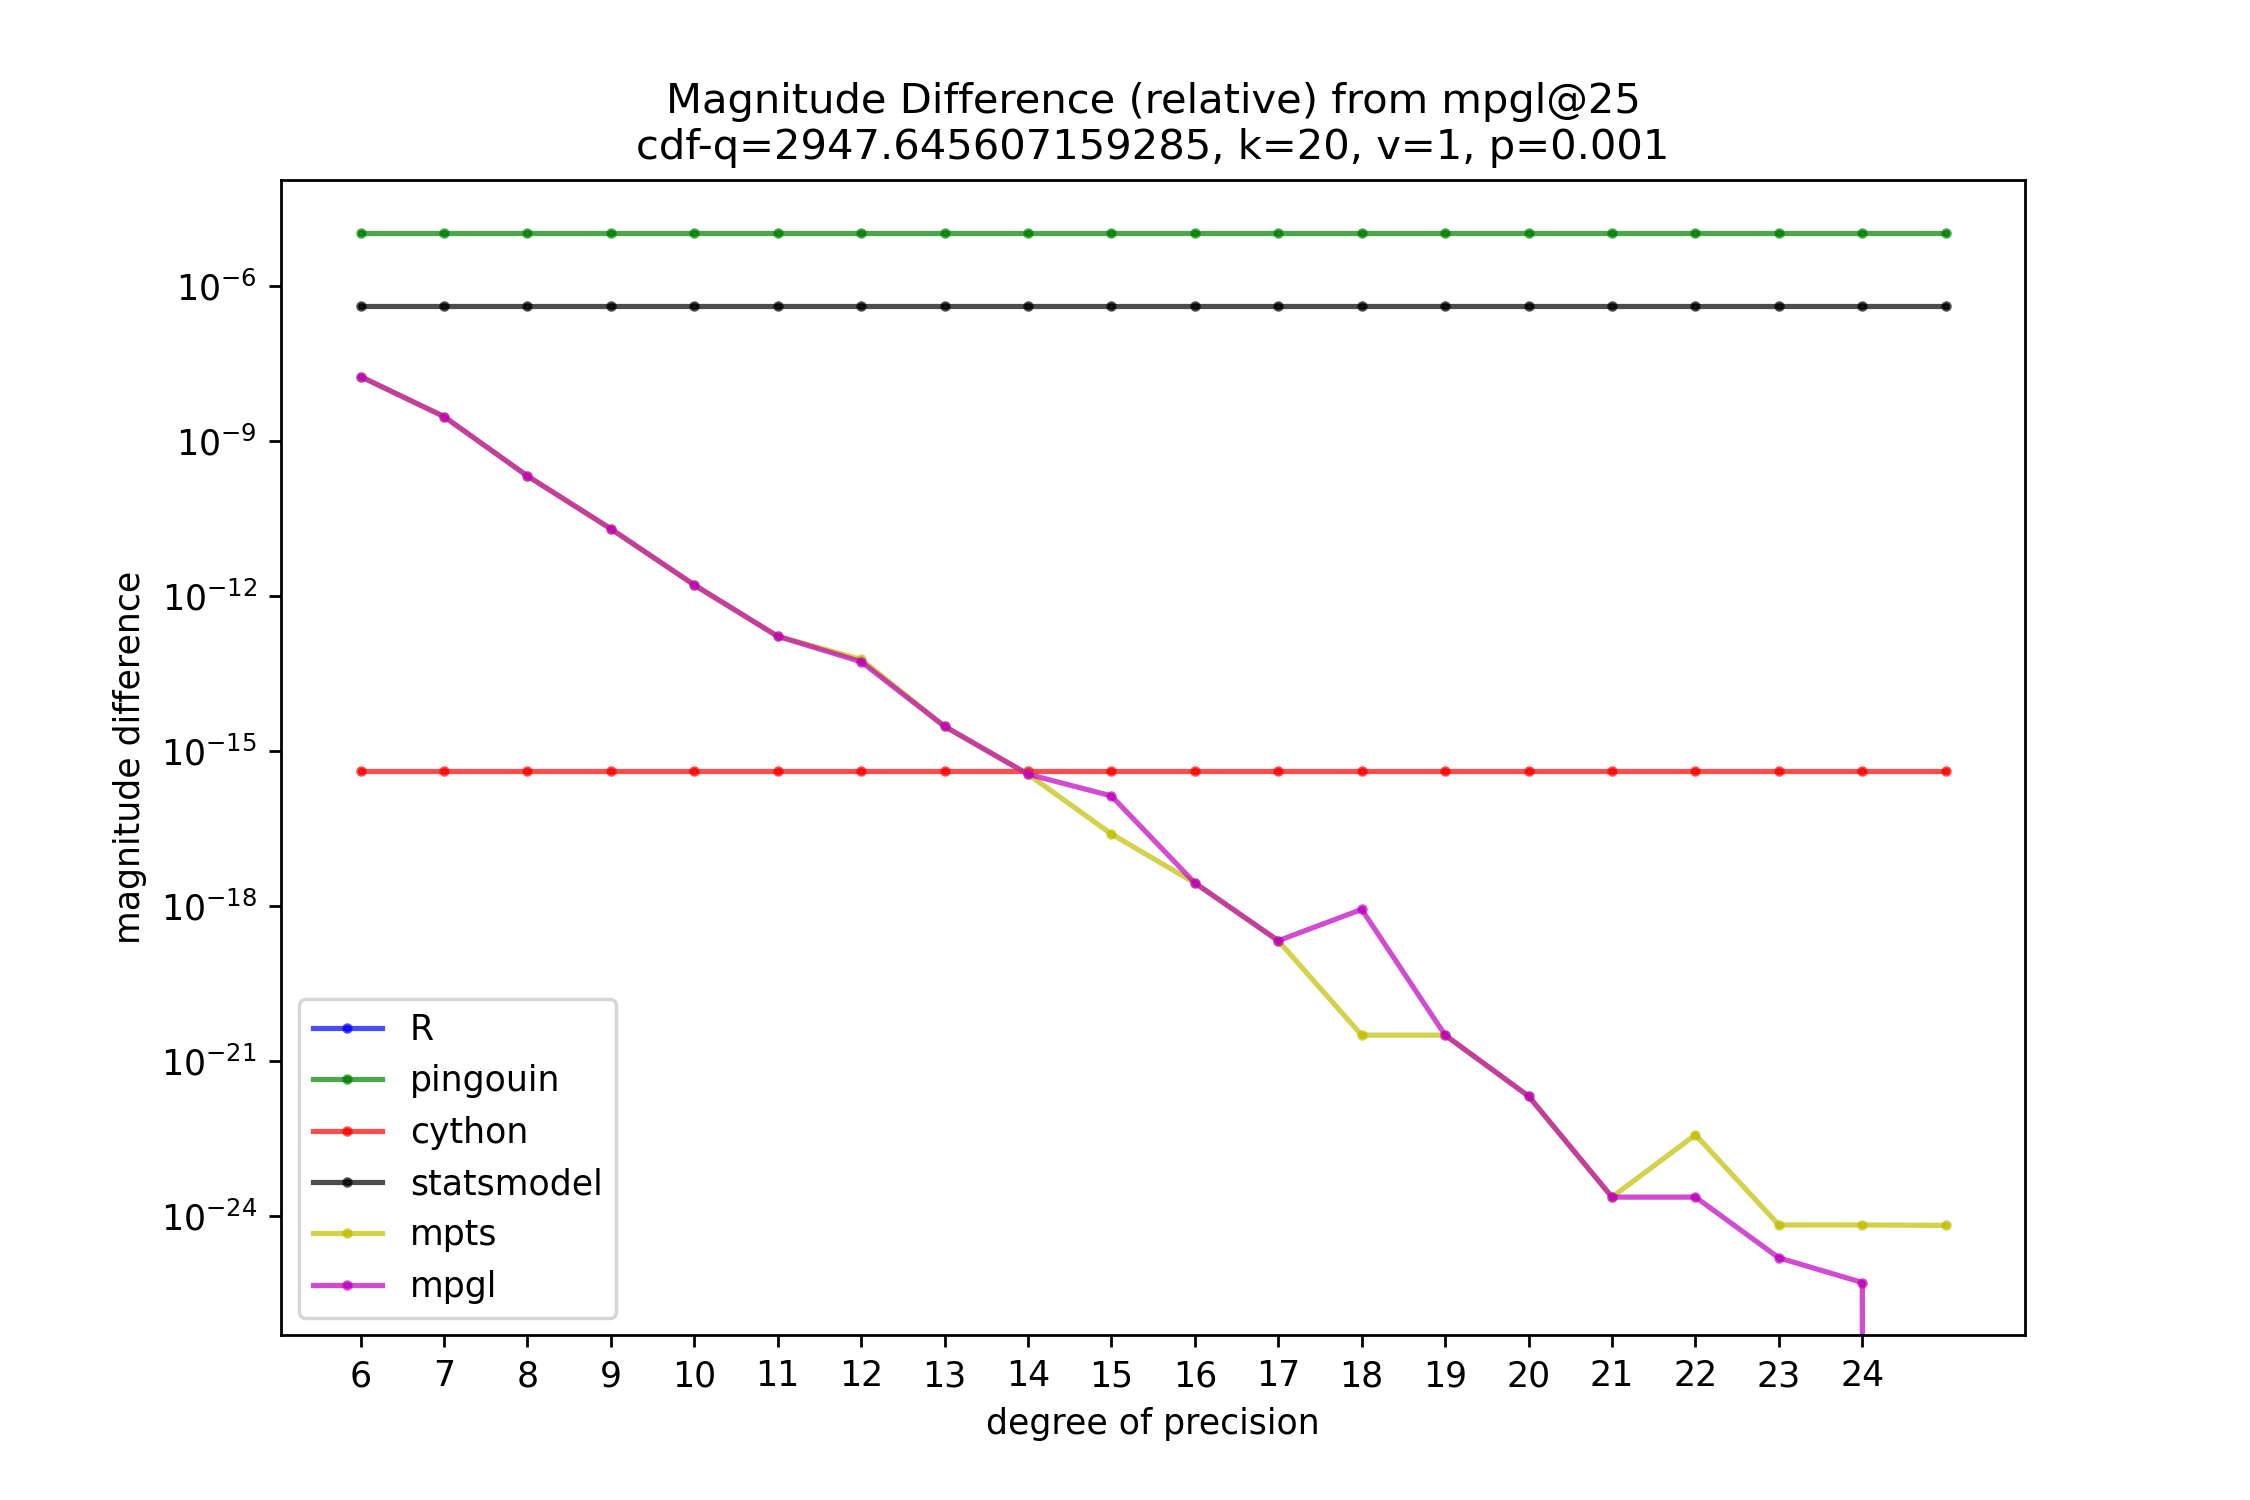 Magnitude Difference (relative) from mpgl@25
cdf-q=2947.645607159285, k=20, v=1, p=0.001
magnitude difference
10⁻⁶
10⁻⁹
10⁻¹²
10⁻¹⁵
10⁻¹⁸
10⁻²¹
10⁻²⁴
R
pingouin
cython
statsmodel
mpts
mpgl
6 7 8 9 10 11 12 13 14 15 16 17 18 19 20 21 22 23 24
degree of precision